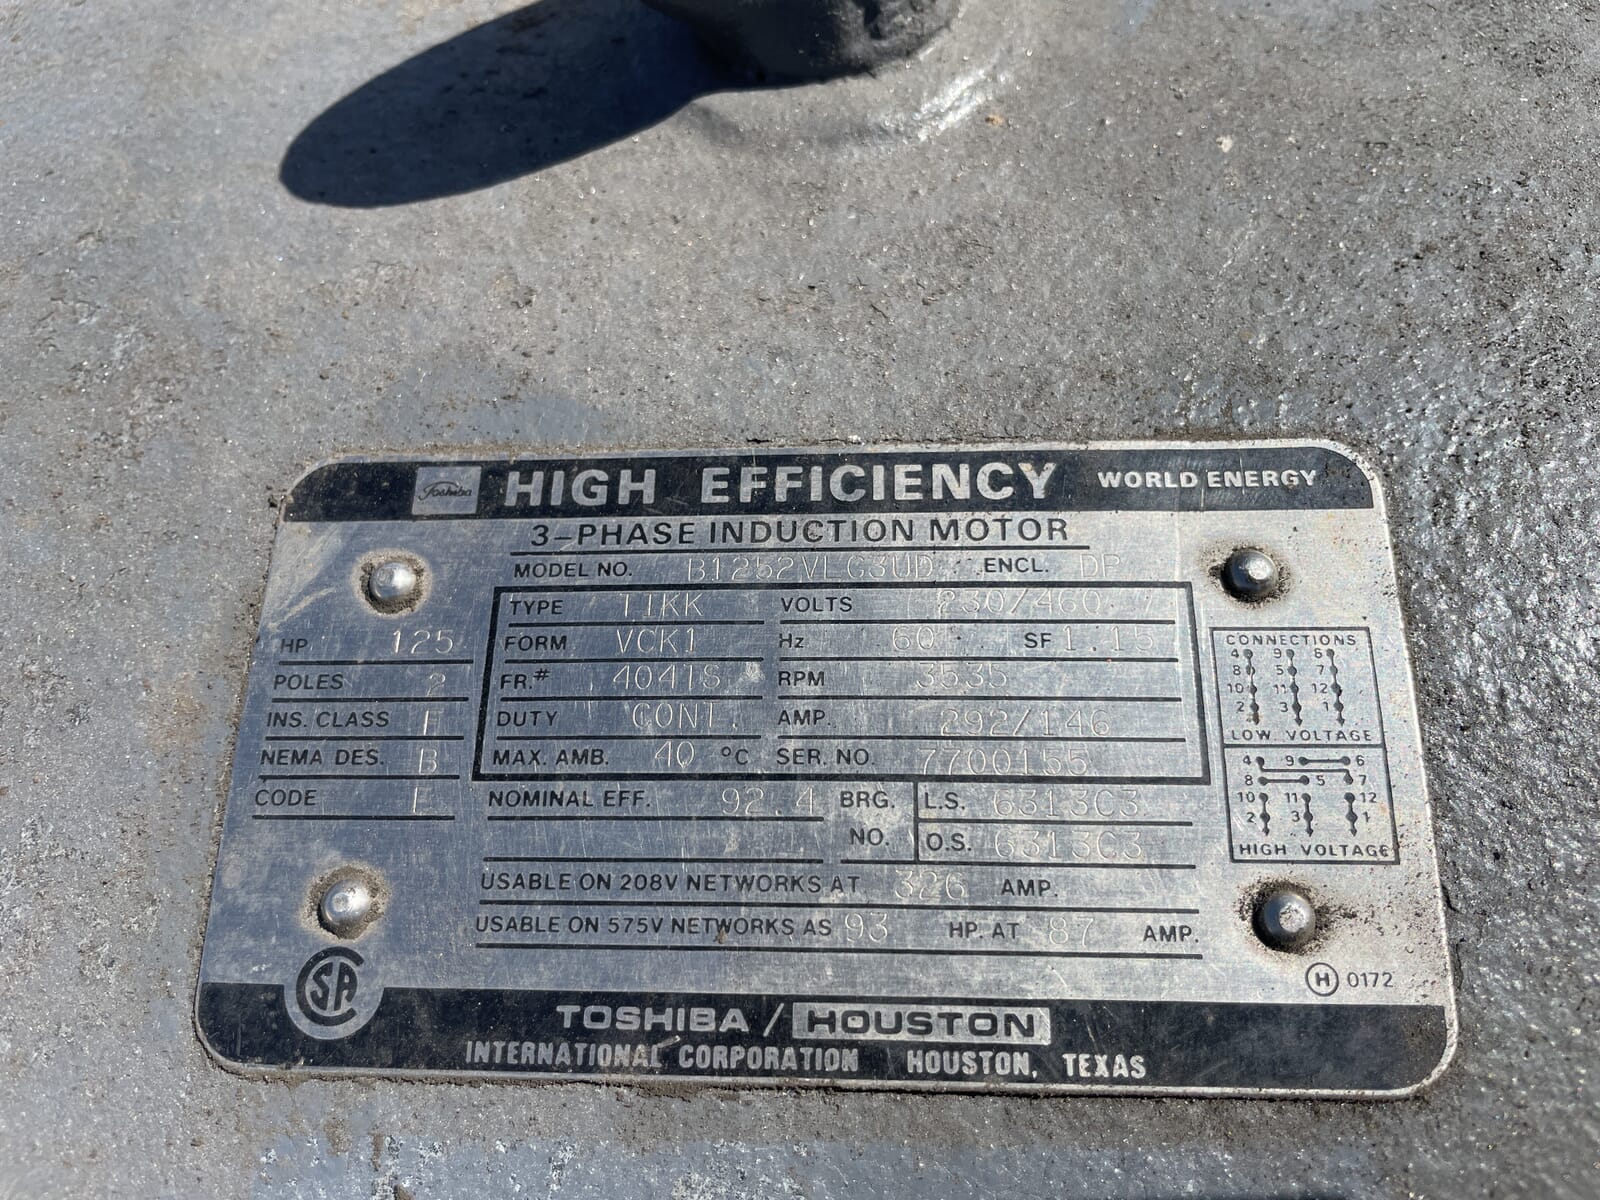 Toshiba HIGH EFFICIENCY WORLD ENERGY
3-PHASE INDUCTION MOTOR
MODEL NO. B1252VLG3UD ENCL. DP
HP 125
POLES 2
INS. CLASS F
NEMA DES. B
CODE
TYPE TIKK VOLTS 230/460
FORM VCK1 Hz 60 SF 1.15
FR.# 404TS RPM 3535
DUTY CONT. AMP. 292/146
MAX. AMB. 40 °C SER. NO. 7700155
NOMINAL EFF. 92.4 BRG. NO. L.S. 6313C3
O.S. 6313C3
USABLE ON 208V NETWORKS AT 326 AMP.
USABLE ON 575V NETWORKS AS 93 HP. AT 87 AMP.
CONNECTIONS
4 9 6
8 5 7
10 11 12
2 3 1
LOW VOLTAGE
4 9 6
8 5 7
10 11 12
2 3 1
HIGH VOLTAGE
H 0172
CSA
TOSHIBA / HOUSTON
INTERNATIONAL CORPORATION HOUSTON, TEXAS